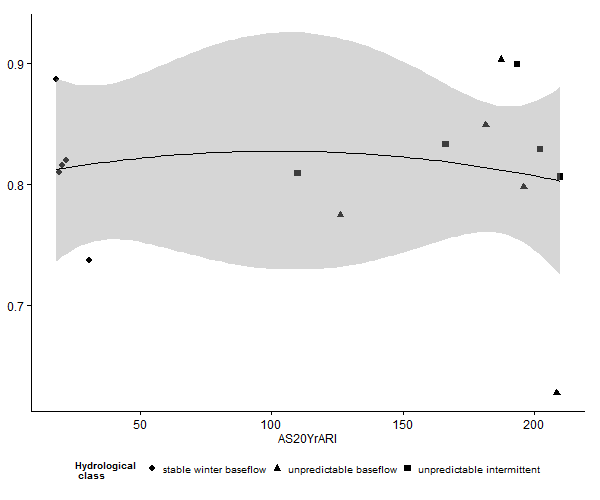 0.9
0.8
0.7
50 100 150 200
AS20YrARI
Hydrological
class
stable winter baseflow unpredictable baseflow unpredictable intermittent